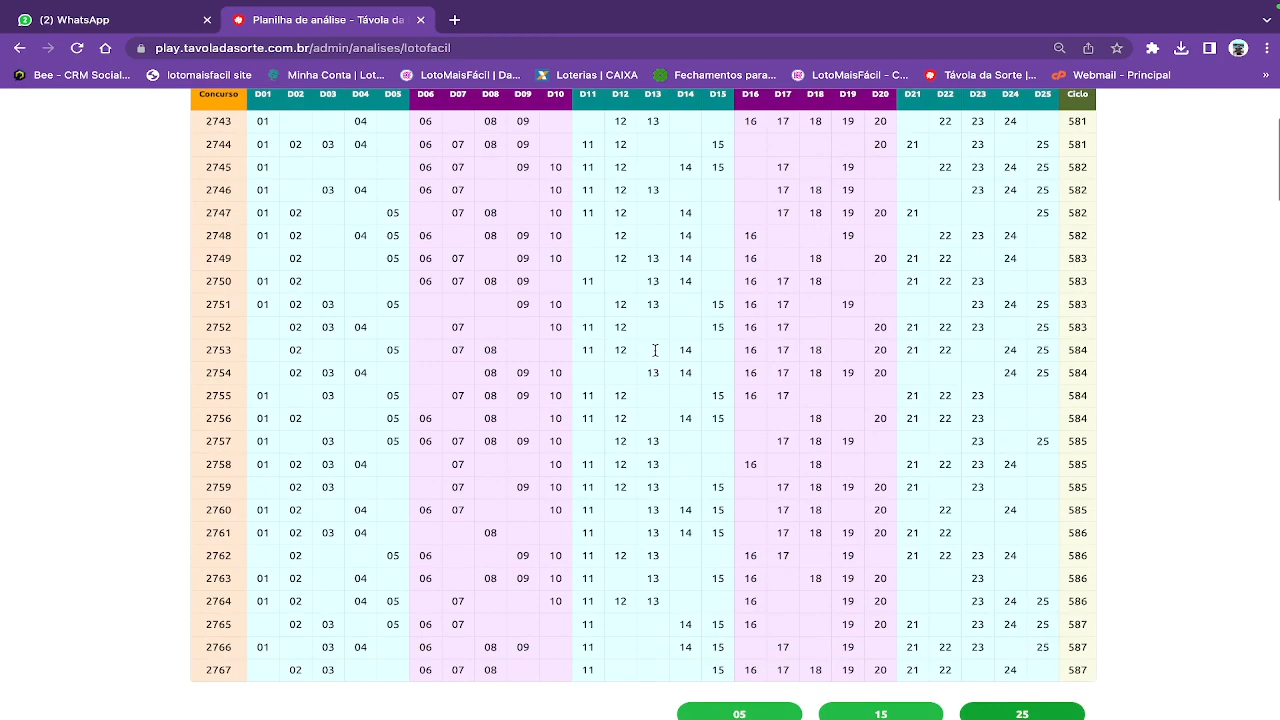 (2) WhatsApp
Planilha de análise - Távola da
play.tavoladasorte.com.br/admin/analises/lotofacil
Bee - CRM Social... lotomaisfacil site Minha Conta | Lot... LotoMaisFácil | Da... Loterias | CAIXA Fechamentos para... LotoMaisFácil - C... Távola da Sorte |... Webmail - Principal »
Concurso D01 D02 D03 D04 D05 D06 D07 D08 D09 D10 D11 D12 D13 D14 D15 D16 D17 D18 D19 D20 D21 D22 D23 D24 D25 Ciclo
2743 01 04 06 08 09 12 13 16 17 18 19 20 22 23 24 581
2744 01 02 03 04 06 07 08 09 11 12 15 20 21 23 25 581
2745 01 06 07 09 10 11 12 14 15 17 19 22 23 24 25 582
2746 01 03 04 06 07 10 11 12 13 17 18 19 23 24 25 582
2747 01 02 05 07 08 10 11 12 14 17 18 19 20 21 25 582
2748 01 02 04 05 06 08 09 10 12 14 16 19 22 23 24 582
2749 02 05 06 08 09 10 12 13 14 16 18 20 21 22 24 583
2750 01 02 06 07 08 09 11 13 14 16 17 18 21 22 23 583
2751 01 02 03 05 09 10 12 13 15 16 17 19 23 24 25 583
2752 02 03 04 07 10 11 12 15 16 17 20 21 22 23 25 583
2753 02 05 07 08 11 12 14 16 17 18 20 21 22 24 25 584
2754 02 03 04 08 09 10 13 14 16 17 18 19 20 24 25 584
2755 01 03 05 07 08 09 10 11 12 15 16 17 21 22 23 584
2756 01 02 05 06 08 10 11 12 14 15 18 20 21 22 23 584
2757 01 03 05 06 07 08 09 10 12 13 17 18 19 23 25 585
2758 01 02 03 04 07 10 11 12 13 16 18 21 22 23 24 585
2759 02 03 07 09 10 11 12 13 15 17 18 19 20 21 23 585
2760 01 02 04 06 07 10 11 13 14 15 17 18 20 22 24 585
2761 01 02 03 04 08 11 13 14 15 17 18 19 20 21 22 586
2762 02 05 06 09 10 11 12 13 16 17 19 21 22 23 24 586
2763 01 02 04 06 08 09 10 11 13 15 16 18 19 20 23 586
2764 01 02 04 05 07 10 11 12 13 16 19 20 23 24 25 586
2765 02 03 05 06 07 11 14 15 16 19 20 21 23 24 25 587
2766 01 03 04 06 08 09 11 14 15 17 19 21 22 23 25 587
2767 02 03 06 07 08 11 15 16 17 18 19 20 21 22 24 587
05 15 25